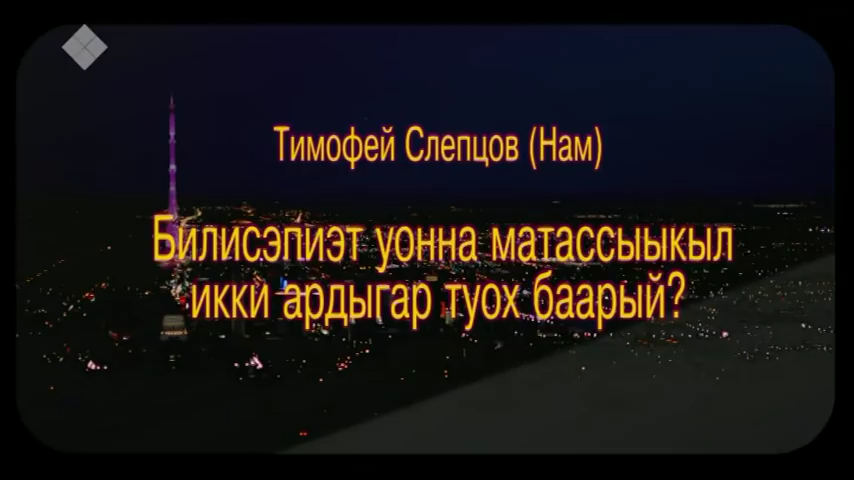 Тимофей Слепцов (Нам)
Билисэпиэт уонна матассыыкыл
икки ардыгар туох баарый?